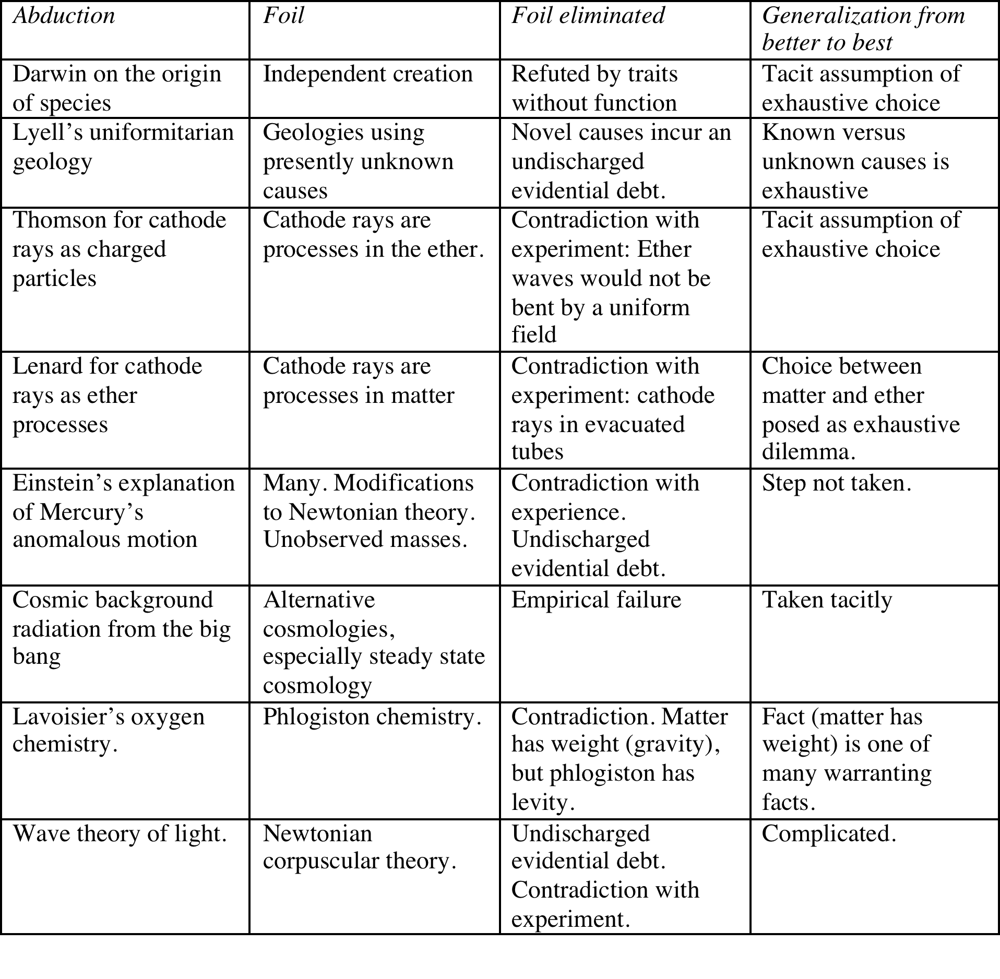 Abduction
Foil
Foil eliminated
Generalization from
better to best
Darwin on the origin
of species
Independent creation
Refuted by traits
without function
Tacit assumption of
exhaustive choice
Lyell’s uniformitarian
geology
Geologies using
presently unknown
causes
Novel causes incur an
undischarged
evidential debt.
Known versus
unknown causes is
exhaustive
Thomson for cathode
rays as charged
particles
Cathode rays are
processes in the ether.
Contradiction with
experiment: Ether
waves would not be
bent by a uniform
field
Tacit assumption of
exhaustive choice
Lenard for cathode
rays as ether
processes
Cathode rays are
processes in matter
Contradiction with
experiment: cathode
rays in evacuated
tubes
Choice between
matter and ether
posed as exhaustive
dilemma.
Einstein’s explanation
of Mercury’s
anomalous motion
Many. Modifications
to Newtonian theory.
Unobserved masses.
Contradiction with
experience.
Undischarged
evidential debt.
Step not taken.
Cosmic background
radiation from the big
bang
Alternative
cosmologies,
especially steady state
cosmology
Empirical failure
Taken tacitly
Lavoisier’s oxygen
chemistry.
Phlogiston chemistry.
Contradiction. Matter
has weight (gravity),
but phlogiston has
levity.
Fact (matter has
weight) is one of
many warranting
facts.
Wave theory of light.
Newtonian
corpuscular theory.
Undischarged
evidential debt.
Contradiction with
experiment.
Complicated.